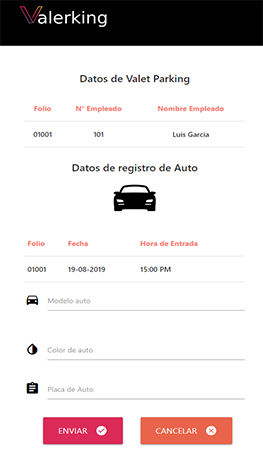 Valerking
Datos de Valet Parking
Folio N° Empleado Nombre Empleado
01001 101 Luis Garcia
Datos de registro de Auto
Folio Fecha Hora de Entrada
01001 19-08-2019 15:00 PM
Modelo auto
Color de auto
Placa de Auto
ENVIAR CANCELAR